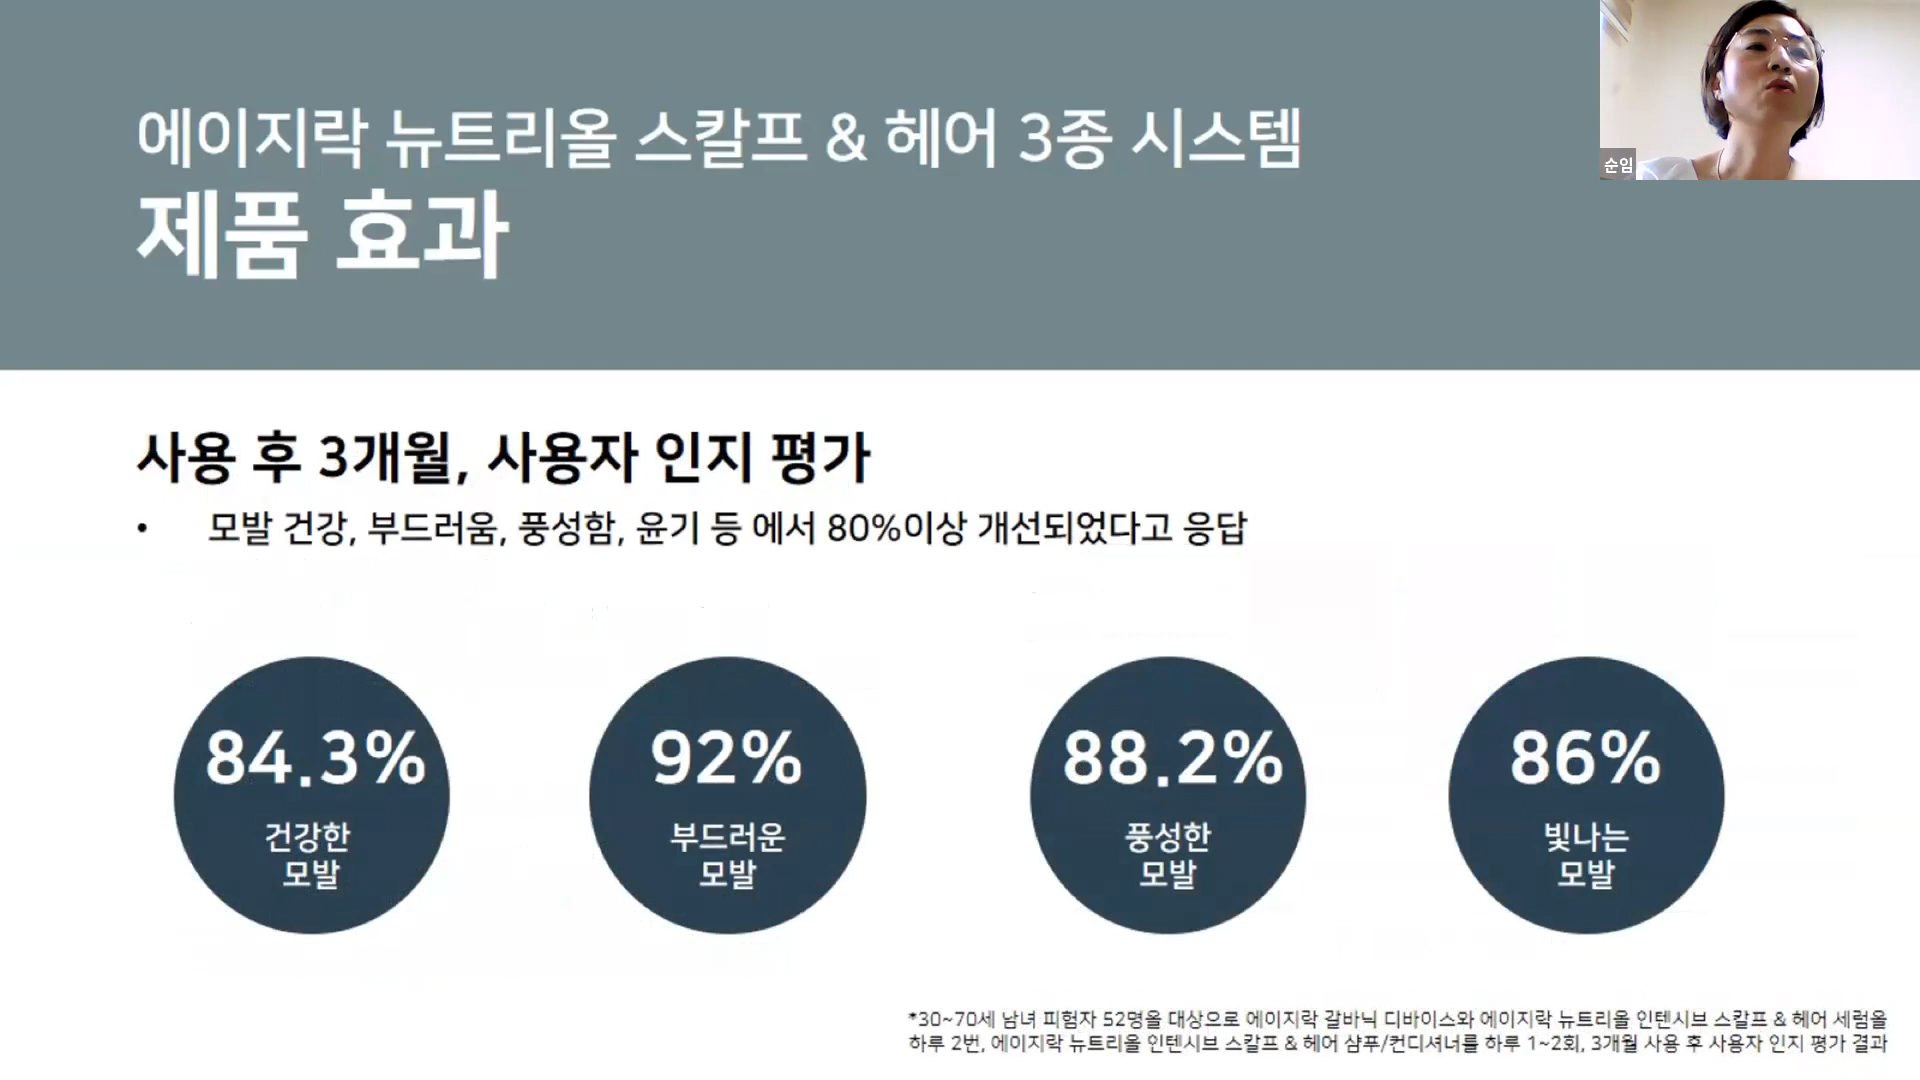 에이지락 뉴트리올 스칼프 & 헤어 3종 시스템
제품 효과
순임
사용 후 3개월, 사용자 인지 평가
• 모발 건강, 부드러움, 풍성함, 윤기 등 에서 80%이상 개선되었다고 응답
84.3%
건강한
모발
92%
부드러운
모발
88.2%
풍성한
모발
86%
빛나는
모발
*30~70세 남녀 피험자 52명을 대상으로 에이지락 갈바닉 디바이스와 에이지락 뉴트리올 인텐시브 스칼프 & 헤어 세럼을
하루 2번, 에이지락 뉴트리올 인텐시브 스칼프 & 헤어 샴푸/컨디셔너를 하루 1~2회, 3개월 사용 후 사용자 인지 평가 결과